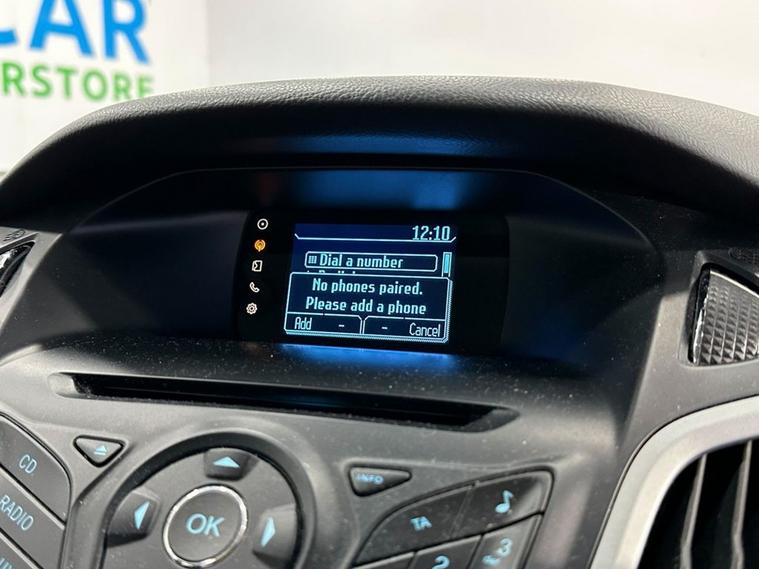 CAR
ERSTORE
12:10
Dial a number
No phones paired.
Please add a phone
Add - - Cancel
CD
INFO
OK
RADIO
TA
2
3